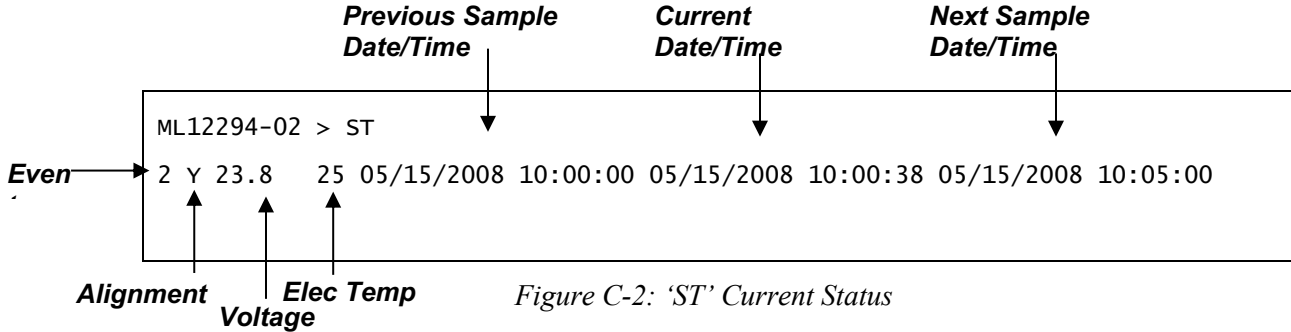 Previous Sample Date/Time
Current Date/Time
Next Sample Date/Time
ML12294-02 > ST
Even
2 Y 23.8 25 05/15/2008 10:00:00 05/15/2008 10:00:38 05/15/2008 10:05:00
Alignment
Voltage
Elec Temp
Figure C-2: ‘ST’ Current Status